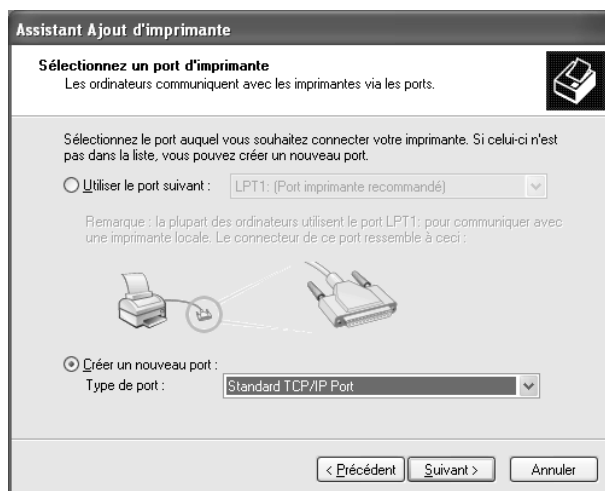 Assistant Ajout d'imprimante
Sélectionnez un port d'imprimante
Les ordinateurs communiquent avec les imprimantes via les ports.
Sélectionnez le port auquel vous souhaitez connecter votre imprimante. Si celui-ci n'est
pas dans la liste, vous pouvez créer un nouveau port.
Utiliser le port suivant : LPT1: (Port imprimante recommandé)
Remarque : la plupart des ordinateurs utilisent le port LPT1: pour communiquer avec
une imprimante locale. Le connecteur de ce port ressemble à ceci :
Créer un nouveau port :
Type de port : Standard TCP/IP Port
< Précédent Suivant > Annuler